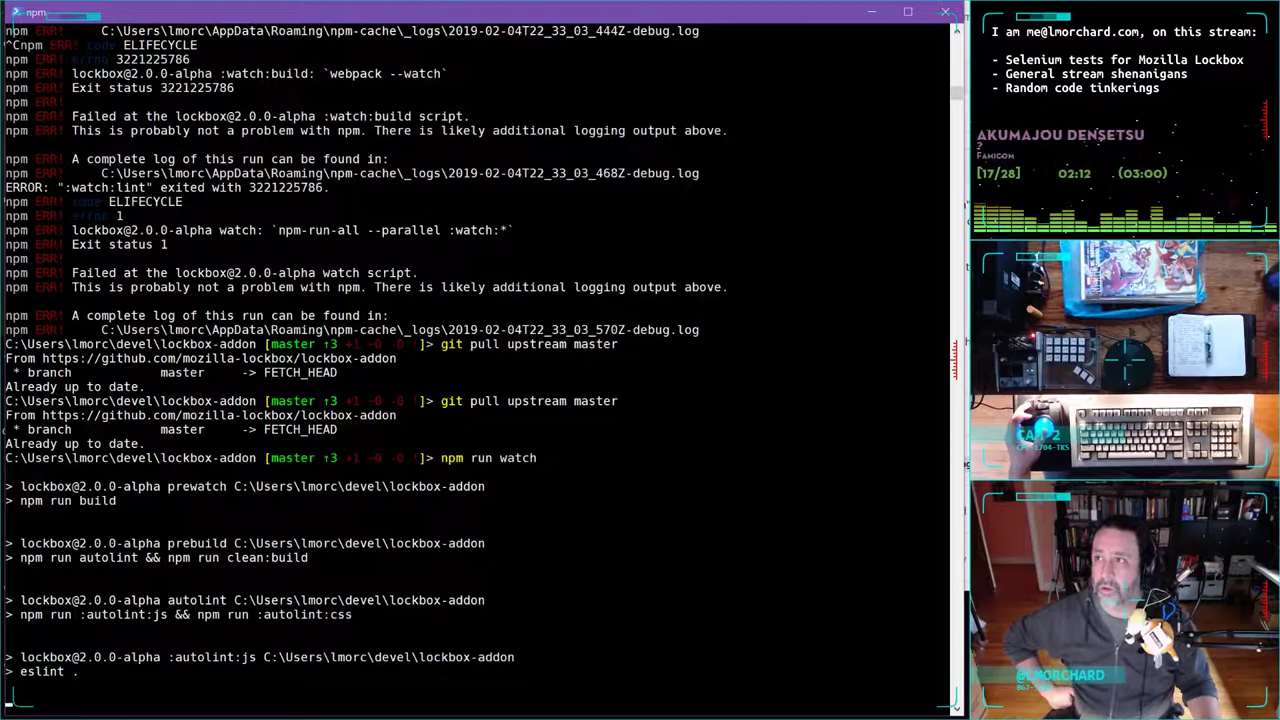 npm
npm ERR!     C:\Users\lmorc\AppData\Roaming\npm-cache\_logs\2019-02-04T22_33_03_444Z-debug.log
^Cnpm ERR! code ELIFECYCLE
npm ERR! errno 3221225786
npm ERR! lockbox@2.0.0-alpha :watch:build: `webpack --watch`
npm ERR! Exit status 3221225786
npm ERR!
npm ERR! Failed at the lockbox@2.0.0-alpha :watch:build script.
npm ERR! This is probably not a problem with npm. There is likely additional logging output above.
npm ERR! A complete log of this run can be found in:
npm ERR!     C:\Users\lmorc\AppData\Roaming\npm-cache\_logs\2019-02-04T22_33_03_468Z-debug.log
ERROR: ":watch:lint" exited with 3221225786.
npm ERR! code ELIFECYCLE
npm ERR! errno 1
npm ERR! lockbox@2.0.0-alpha watch: `npm-run-all --parallel :watch:*`
npm ERR! Exit status 1
npm ERR!
npm ERR! Failed at the lockbox@2.0.0-alpha watch script.
npm ERR! This is probably not a problem with npm. There is likely additional logging output above.
npm ERR! A complete log of this run can be found in:
npm ERR!     C:\Users\lmorc\AppData\Roaming\npm-cache\_logs\2019-02-04T22_33_03_570Z-debug.log
C:\Users\lmorc\devel\lockbox-addon [master ↑3 +1 ~0 -0 !]> git pull upstream master
From https://github.com/mozilla-lockbox/lockbox-addon
 * branch            master     -> FETCH_HEAD
Already up to date.
C:\Users\lmorc\devel\lockbox-addon [master ↑3 +1 ~0 -0 !]> git pull upstream master
From https://github.com/mozilla-lockbox/lockbox-addon
 * branch            master     -> FETCH_HEAD
Already up to date.
C:\Users\lmorc\devel\lockbox-addon [master ↑3 +1 ~0 -0 !]> npm run watch
> lockbox@2.0.0-alpha prewatch C:\Users\lmorc\devel\lockbox-addon
> npm run build
> lockbox@2.0.0-alpha prebuild C:\Users\lmorc\devel\lockbox-addon
> npm run autolint && npm run clean:build
> lockbox@2.0.0-alpha autolint C:\Users\lmorc\devel\lockbox-addon
> npm run :autolint:js && npm run :autolint:css
> lockbox@2.0.0-alpha :autolint:js C:\Users\lmorc\devel\lockbox-addon
> eslint .
I am me@lmorchard.com, on this stream:
- Selenium tests for Mozilla Lockbox
- General stream shenanigans
- Random code tinkerings
AKUMAJOU DENSETSU
?
FAMICOM
[17/28] 02:12 (03:00)
CAM 2
@LMORCHARD